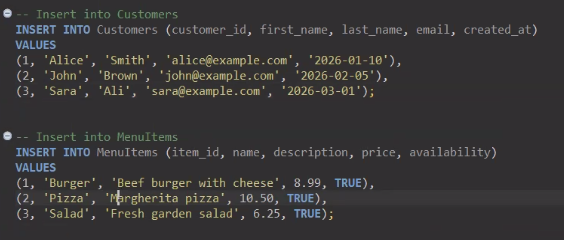 -- Insert into Customers
INSERT INTO Customers (customer_id, first_name, last_name, email, created_at)
VALUES
(1, 'Alice', 'Smith', 'alice@example.com', '2026-01-10'),
(2, 'John', 'Brown', 'john@example.com', '2026-02-05'),
(3, 'Sara', 'Ali', 'sara@example.com', '2026-03-01');
-- Insert into MenuItems
INSERT INTO MenuItems (item_id, name, description, price, availability)
VALUES
(1, 'Burger', 'Beef burger with cheese', 8.99, TRUE),
(2, 'Pizza', 'Margherita pizza', 10.50, TRUE),
(3, 'Salad', 'Fresh garden salad', 6.25, TRUE);